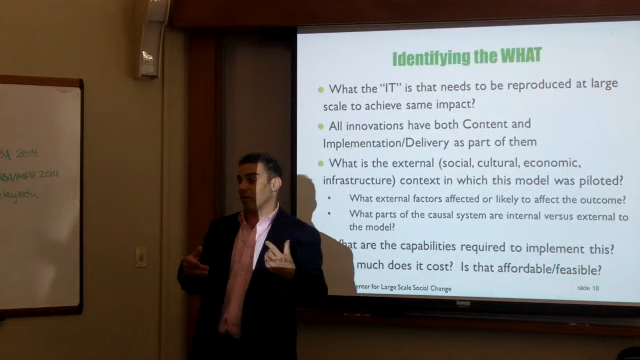 2014
MBA/MPH 2014
Identifying the WHAT
What the “IT” is that needs to be reproduced at large
scale to achieve same impact?
All innovations have both Content and
Implementation/Delivery as part of them
What is the external (social, cultural, economic,
infrastructure) context in which this model was piloted?
What external factors affected or likely to affect the outcome?
What parts of the causal system are internal versus external to
the model?
are the capabilities required to implement this?
much does it cost? Is that affordable/feasible?
for Large Scale Social Change
slide 18